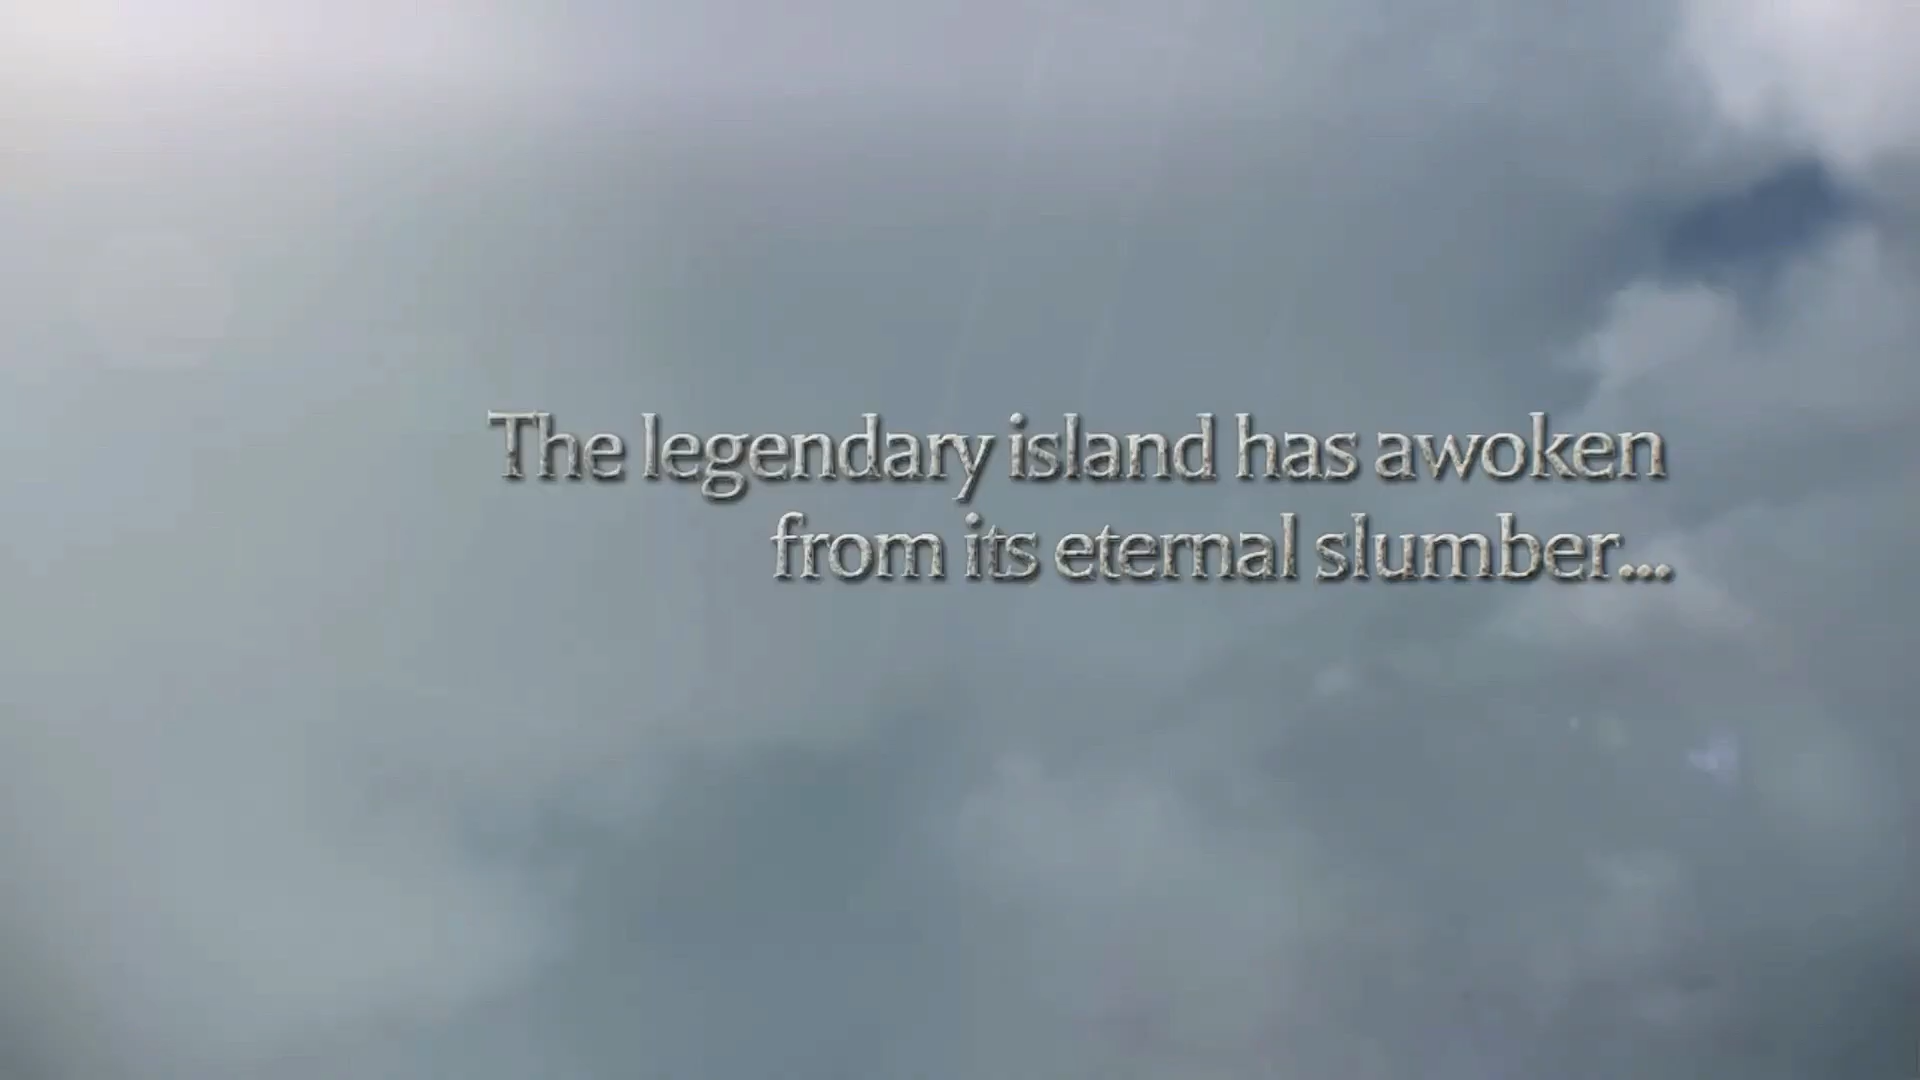 The legendary island has awoken
from its eternal slumber...